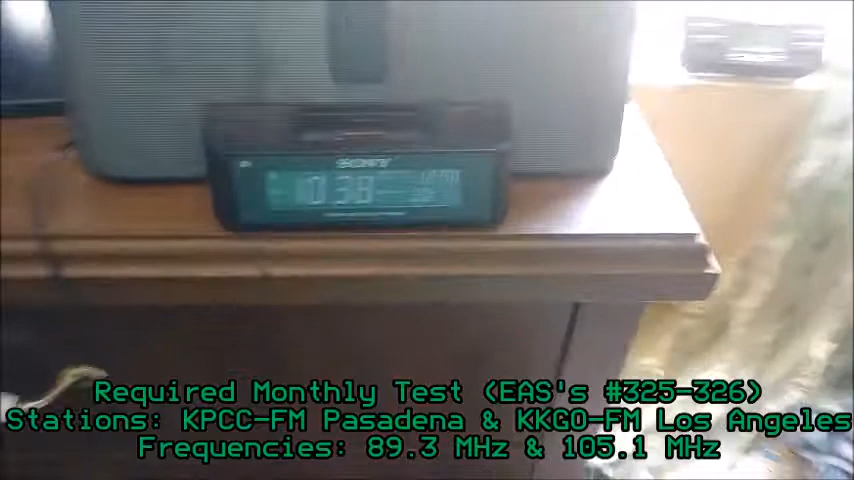 SONY
10:38
Required Monthly Test (EAS's #325-326)
Stations: KPCC-FM Pasadena & KKGO-FM Los Angeles
Frequencies: 89.3 MHz & 105.1 MHz